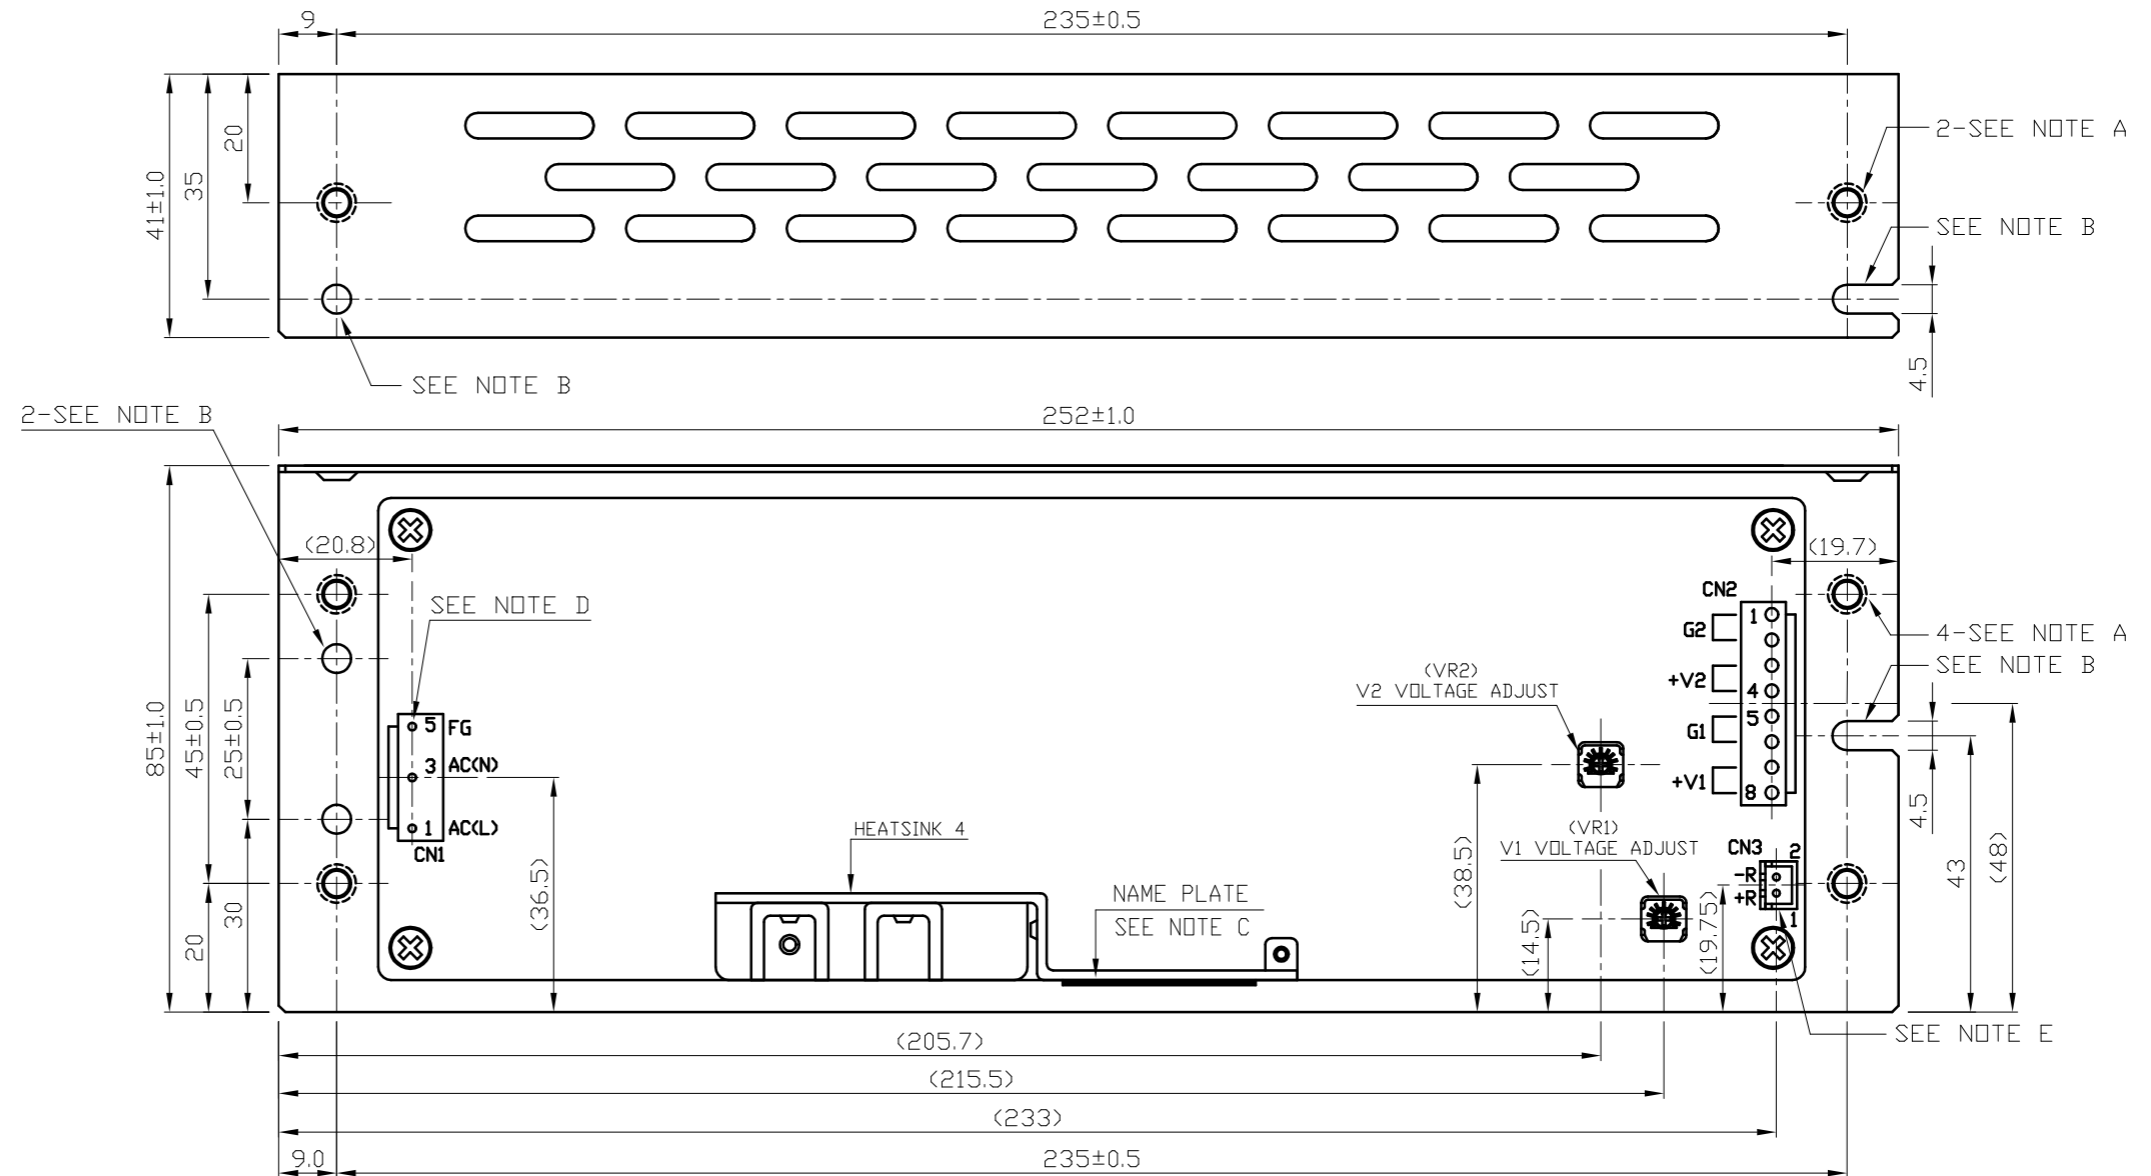 9
235±0.5
20
35
41±1.0
2-SEE NOTE A
SEE NOTE B
4.5
SEE NOTE B
2-SEE NOTE B
252±1.0
(20.8)
(19.7)
SEE NOTE D
CN2
1
G2
4-SEE NOTE A
SEE NOTE B
(VR2)
V2 VOLTAGE ADJUST
+V2
4
5 FG
5
G1
3 AC(N)
+V1
8
85±1.0
45±0.5
25±0.5
4.5
1 AC(L)
CN1
HEATSINK 4
(VR1)
V1 VOLTAGE ADJUST
CN3
2
-R
+R
1
(36.5)
(38.5)
43
(48)
NAME PLATE
SEE NOTE C
20
30
(14.5)
(19.75)
SEE NOTE E
(205.7)
(215.5)
(233)
9.0
235±0.5